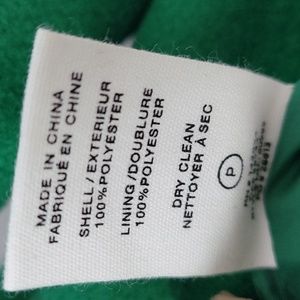 MADE IN CHINA
FABRIQUÉ EN CHINE
SHELL/EXTERIEUR
100%POLYESTER
LINING/DOUBLURE
100%POLYESTER
DRY CLEAN
NETTOYER À SEC
P